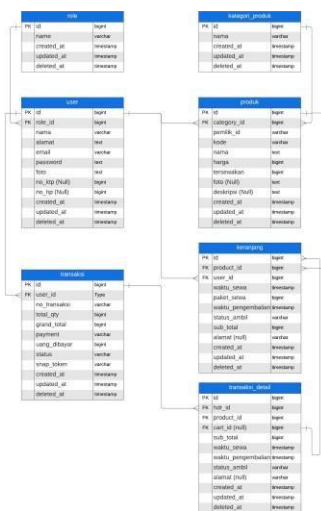 role
PK id bigint
name varchar
created_at timestamp
updated_at timestamp
deleted_at timestamp
kategori_produk
PK id bigint
nama varchar
created_at timestamp
updated_at timestamp
deleted_at timestamp
user
PK id bigint
FK role_id bigint
nama varchar
alamat text
email varchar
password text
foto text
no_ktp (Null) bigint
no_hp (Null) bigint
created_at timestamp
updated_at timestamp
deleted_at timestamp
produk
PK id bigint
FK category_id bigint
pemilik_id varchar
kode varchar
nama text
harga bigint
tersewakan bigint
foto (Null) text
deskripsi (Null) text
created_at timestamp
updated_at timestamp
deleted_at timestamp
keranjang
PK id bigint
FK product_id bigint
FK user_id bigint
waktu_sewa timestamp
paket_sewa bigint
waktu_pengembalian timestamp
status_ambil varchar
sub_total bigint
alamat (null) varchar
created_at timestamp
updated_at timestamp
deleted_at timestamp
transaksi
PK id bigint
FK user_id Type
no_transaksi varchar
total_qty bigint
grand_total bigint
payment varchar
uang_dibayar bigint
status varchar
snap_token varchar
created_at timestamp
updated_at timestamp
deleted_at timestamp
transaksi_detail
PK id bigint
FK hdr_id bigint
FK product_id bigint
FK cart_id (null) bigint
sub_total bigint
waktu_sewa timestamp
waktu_pengembalian timestamp
status_ambil varchar
alamat (null) varchar
created_at timestamp
updated_at timestamp
deleted_at timestamp